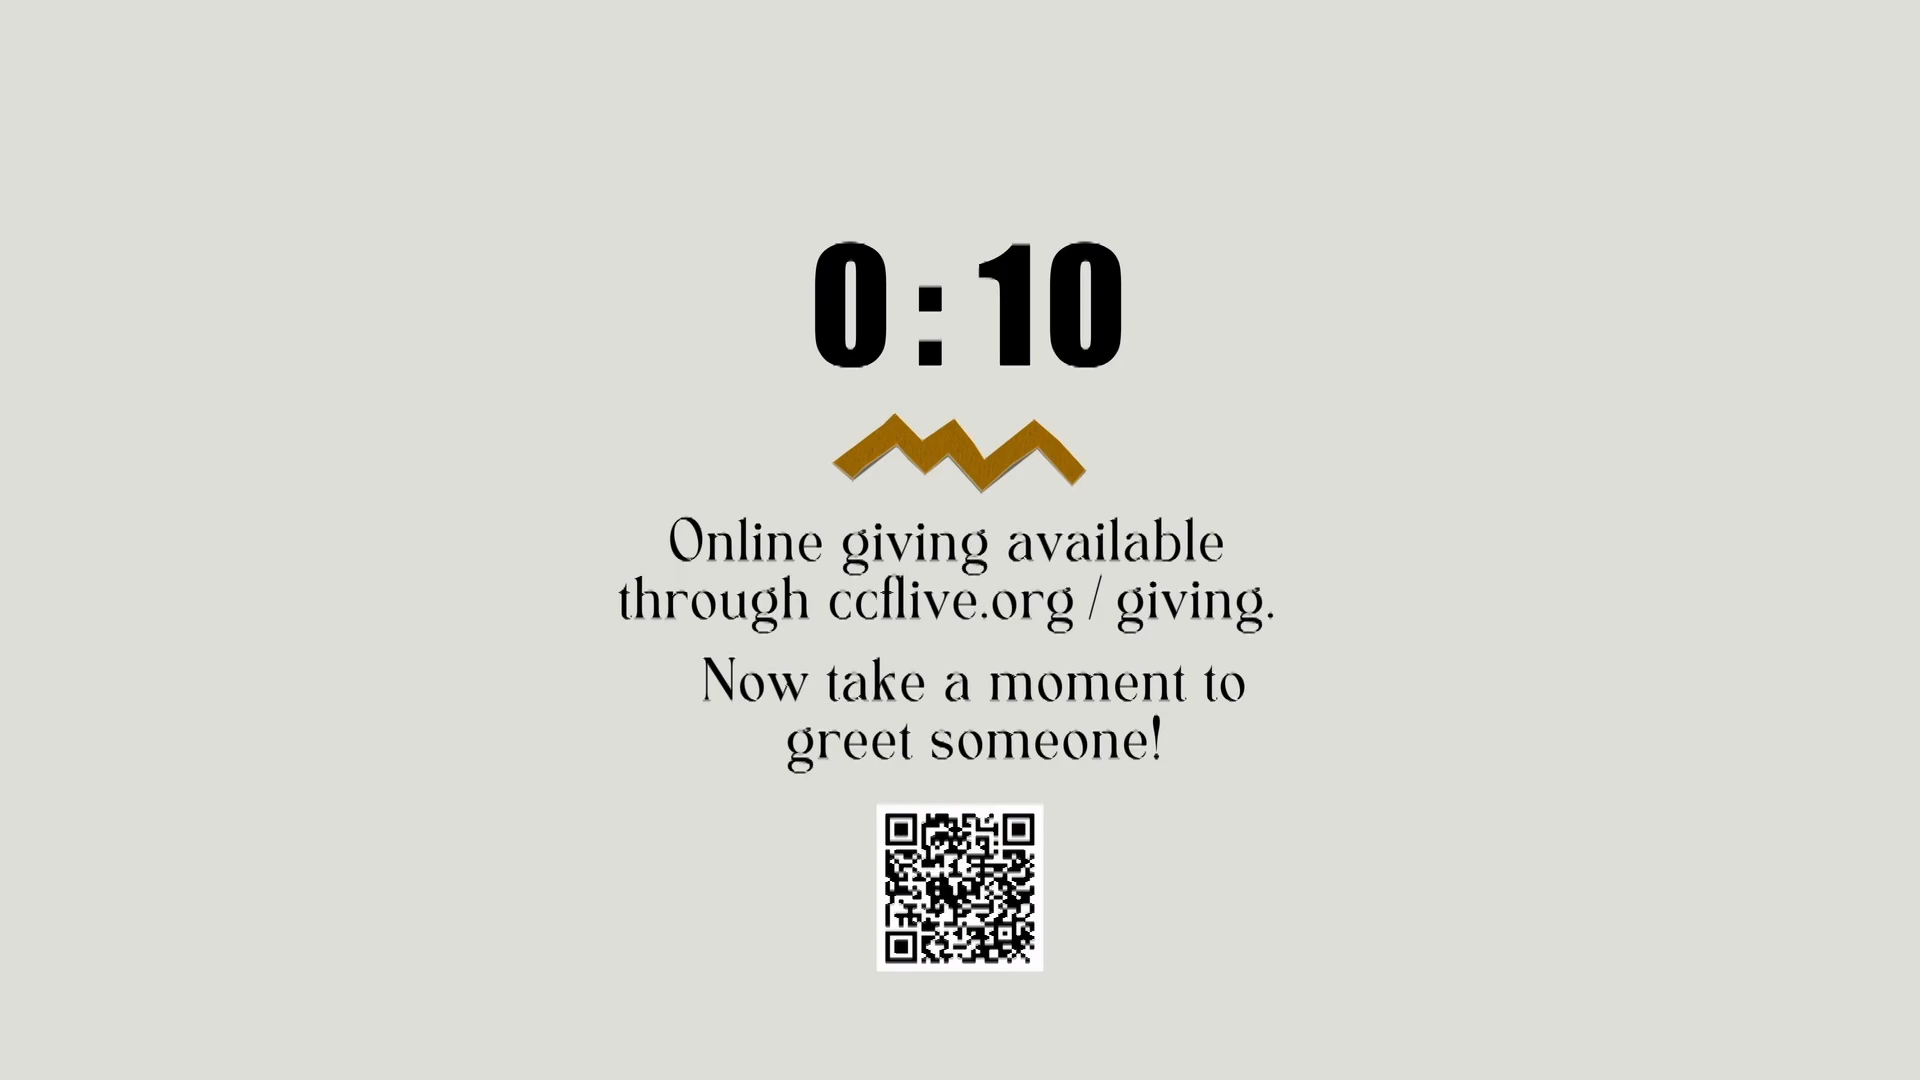 0:10
Online giving available
through ccflive.org / giving.
Now take a moment to
greet someone!